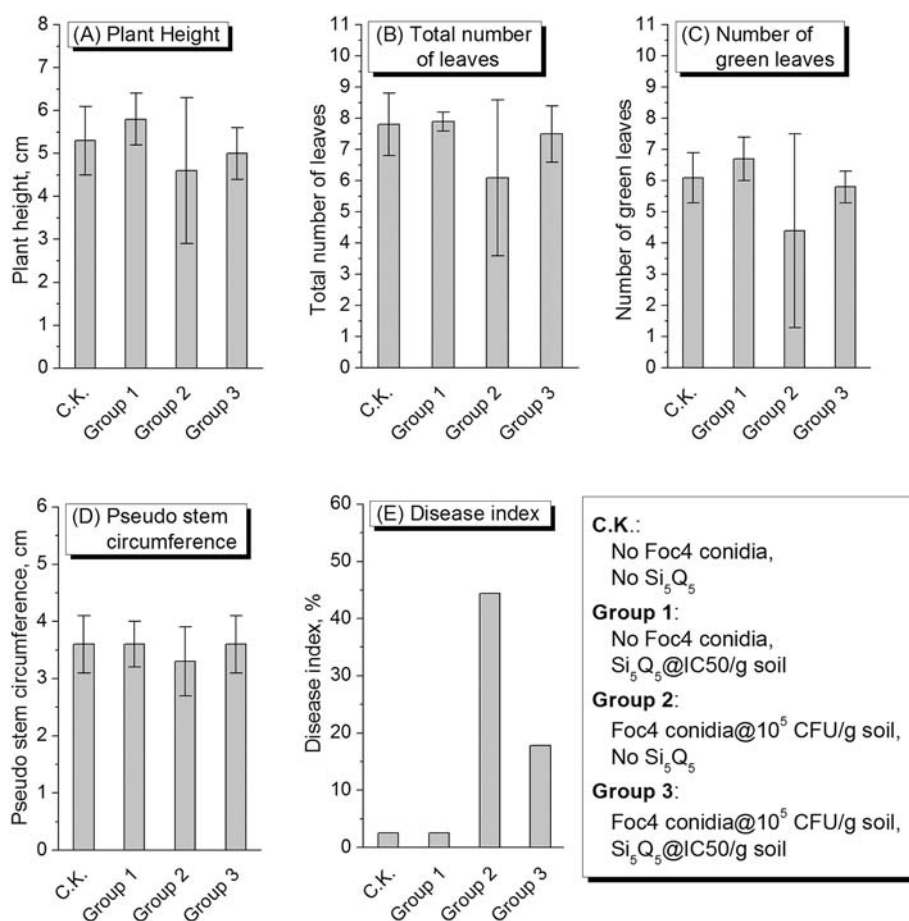 (A) Plant Height
Plant height, cm
8
7
6
5
4
3
2
1
0
C.K.
Group 1
Group 2
Group 3
(B) Total number
of leaves
Total number of leaves
11
10
9
8
7
6
5
4
3
2
1
0
C.K.
Group 1
Group 2
Group 3
(C) Number of
green leaves
Number of green leaves
11
10
9
8
7
6
5
4
3
2
1
0
C.K.
Group 1
Group 2
Group 3
(D) Pseudo stem
circumference
Pseudo stem circumference, cm
6
5
4
3
2
1
0
C.K.
Group 1
Group 2
Group 3
(E) Disease index
Disease index, %
60
50
40
30
20
10
0
C.K.
Group 1
Group 2
Group 3
C.K.:
No Foc4 conidia,
No Si₅Q₅
Group 1:
No Foc4 conidia,
Si₅Q₅@IC50/g soil
Group 2:
Foc4 conidia@10⁵ CFU/g soil,
No Si₅Q₅
Group 3:
Foc4 conidia@10⁵ CFU/g soil,
Si₅Q₅@IC50/g soil